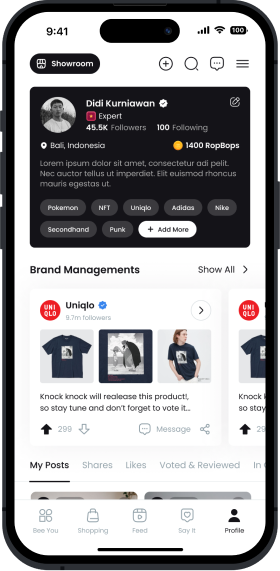 9:41
100
Showroom
Didi Kurniawan
Expert
45.5K Followers 100 Following
Bali, Indonesia
1400 RopBops
Lorem ipsum dolor sit amet, consectetur adi pelit.
Nec auctor tellus ut imperdiet. Elit euismod rhoncus
mauris egestas ut.
Pokemon NFT Uniqlo Adidas Nike
Secondhand Punk + Add More
Brand Managements
Show All
UNI
QLO
Uniqlo
9.7m followers
Knock knock will realease this product!,
so stay tune and don't forget to vote it...
299
Message
UNI
QLO
Knock k
so stay
29
My Posts Shares Likes Voted & Reviewed In C
Bee You Shopping Feed Say It Profile